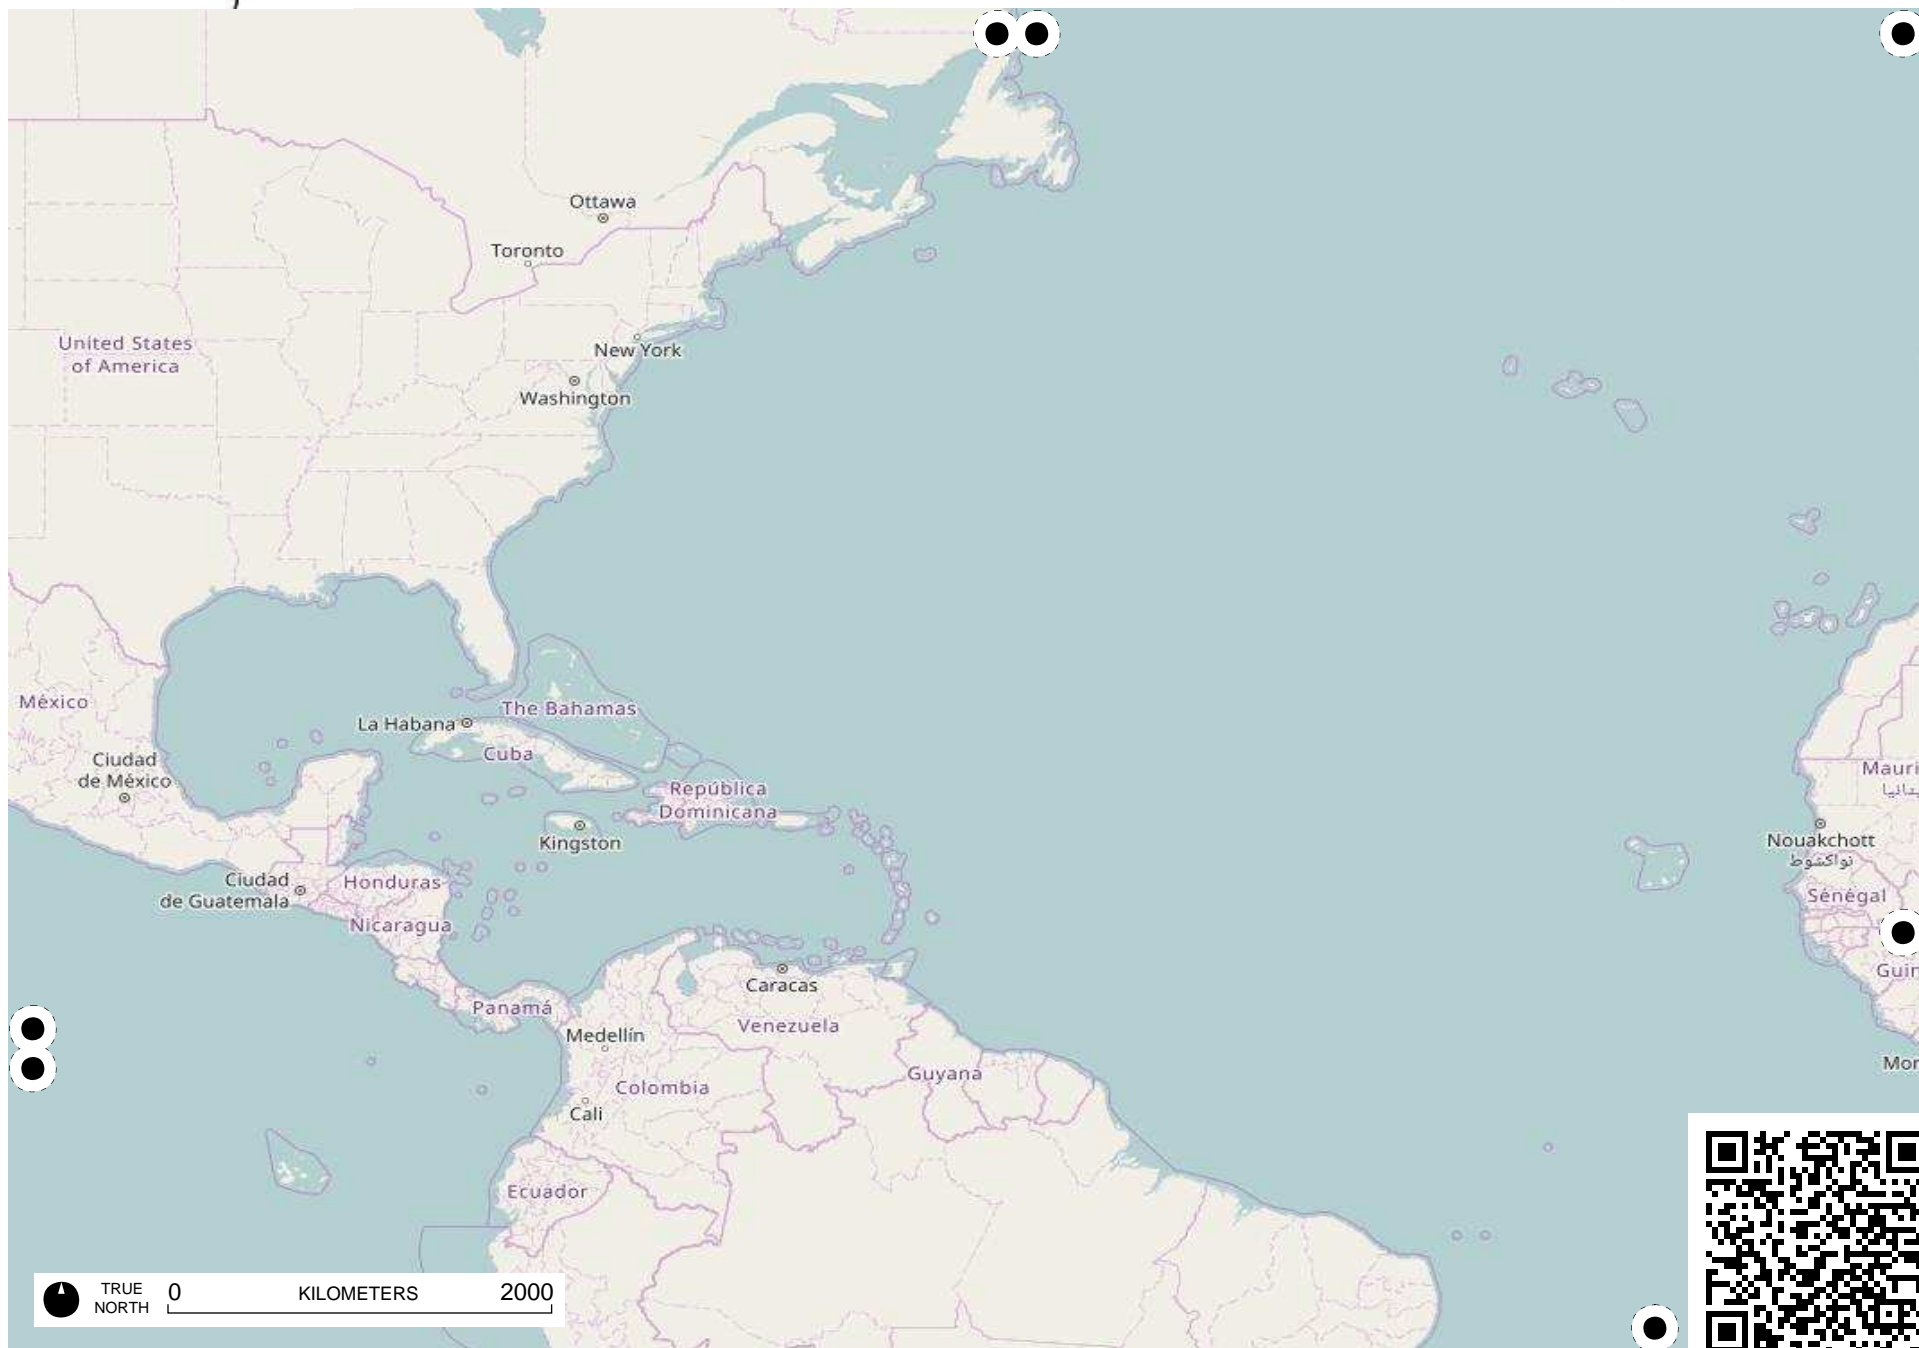 Ottawa
Toronto
United States
of America
New York
Washington
México
The Bahamas
La Habana
Cuba
Ciudad
de México
República
Dominicana
Kingston
Mauri
Nouakchott
نواكشوط
Ciudad
de Guatemala
Honduras
Nicaragua
Sénégal
Guin
Caracas
Panamá
Venezuela
Medellín
Mor
Guyana
Colombia
Cali
Ecuador
TRUE
NORTH
0
KILOMETERS
2000